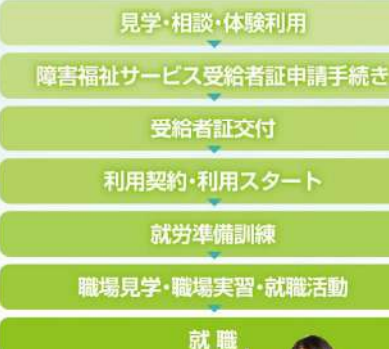 見学・相談・体験利用
障害福祉サービス受給者証申請手続き
受給者証交付
利用契約・利用スタート
就労準備訓練
職場見学・職場実習・就職活動
就職